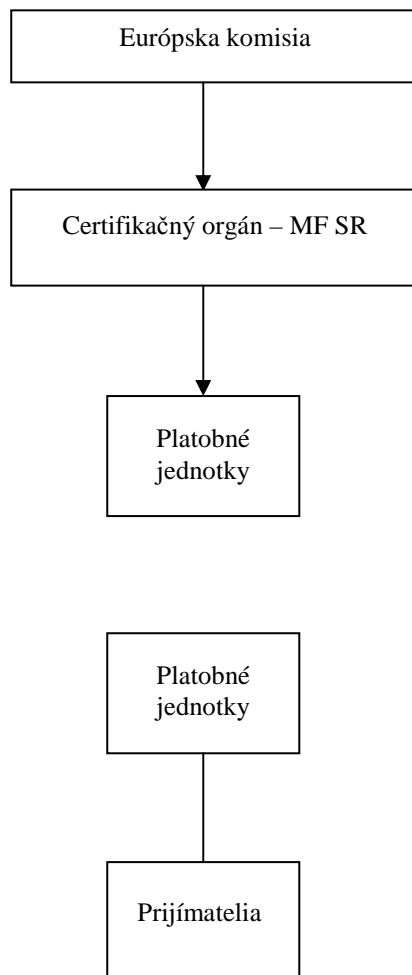 Európska komisia
Certifikačný orgán – MF SR
Platobné
jednotky
Platobné
jednotky
Prijímatelia